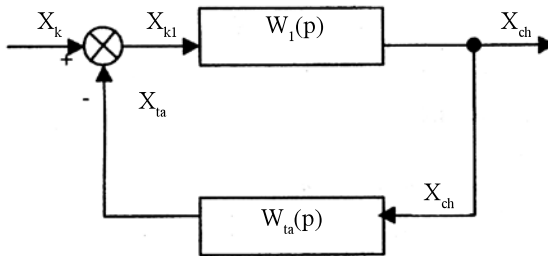 X_k
X_k1
W_1(p)
X_ch
+
-
X_ta
X_ch
W_ta(p)